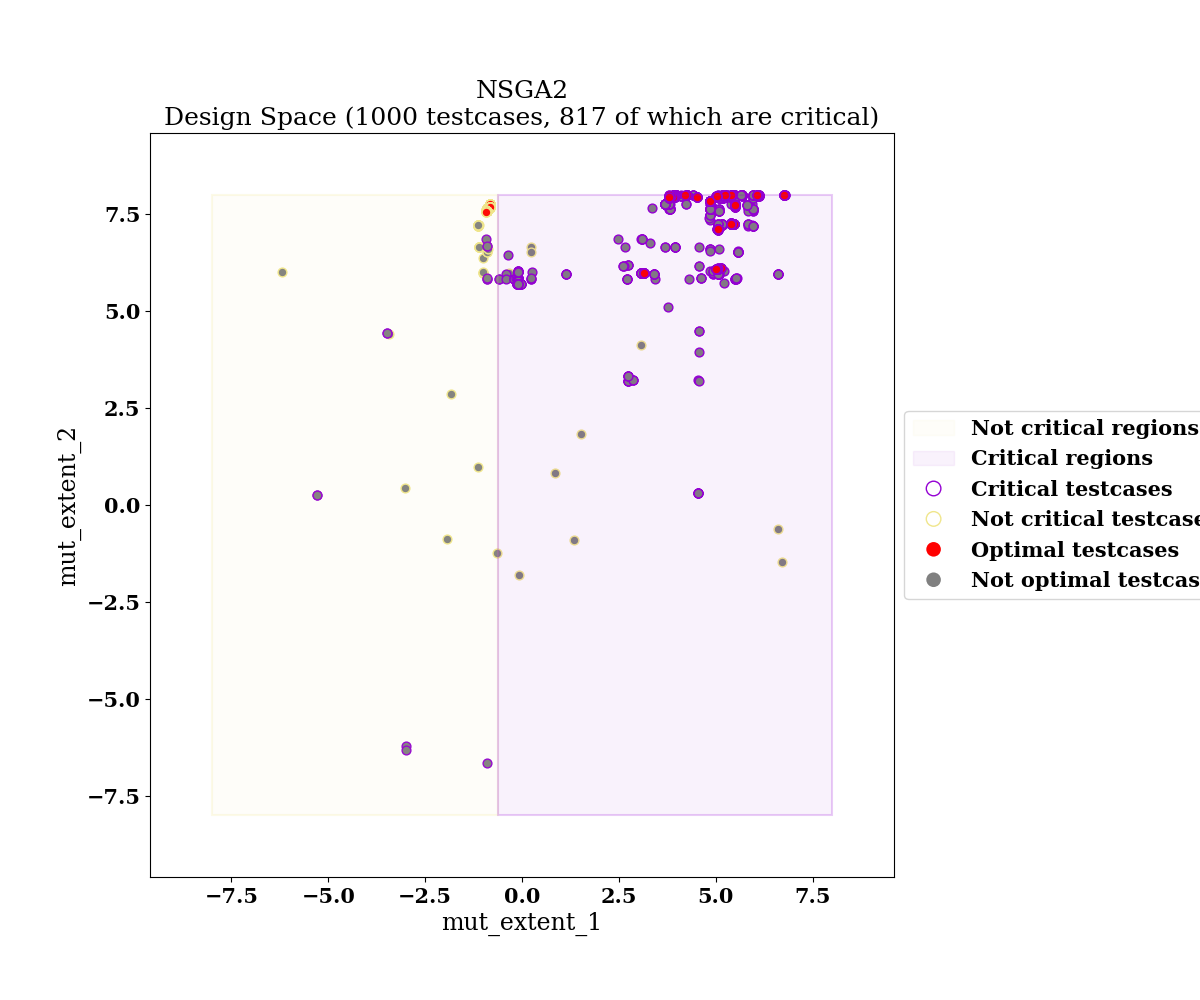 NSGA2
Design Space (1000 testcases, 817 of which are critical)
mut_extent_2
7.5
5.0
2.5
0.0
−2.5
−5.0
−7.5
−7.5
−5.0
−2.5
0.0
2.5
5.0
7.5
mut_extent_1
Not critical regions
Critical regions
Critical testcases
Not critical testcase
Optimal testcases
Not optimal testcas